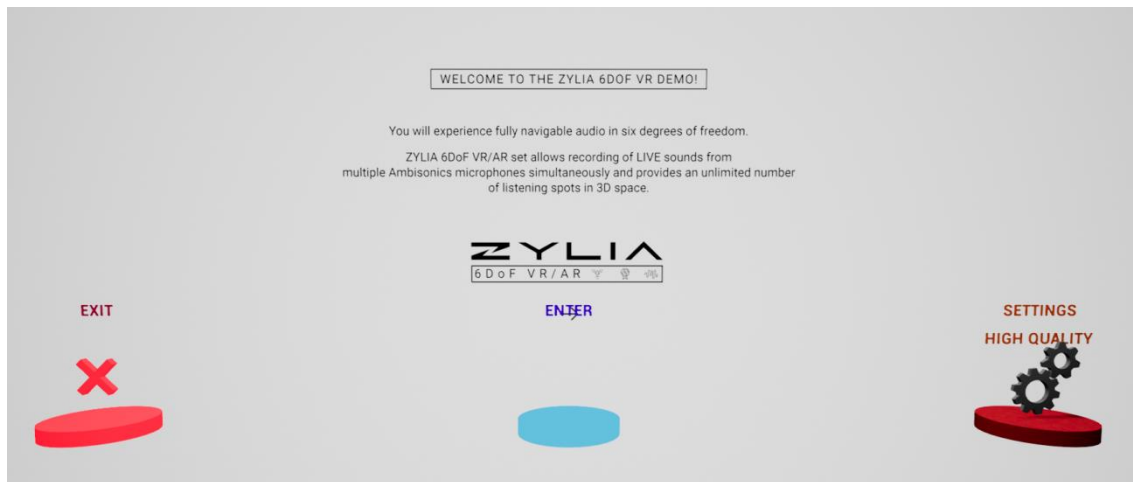 WELCOME TO THE ZYLIA 6DOF VR DEMO!
You will experience fully navigable audio in six degrees of freedom.
ZYLIA 6DoF VR/AR set allows recording of LIVE sounds from
multiple Ambisonics microphones simultaneously and provides an unlimited number
of listening spots in 3D space.
ZYLIA
6DoF VR/AR
EXIT
ENTER
SETTINGS
HIGH QUALITY